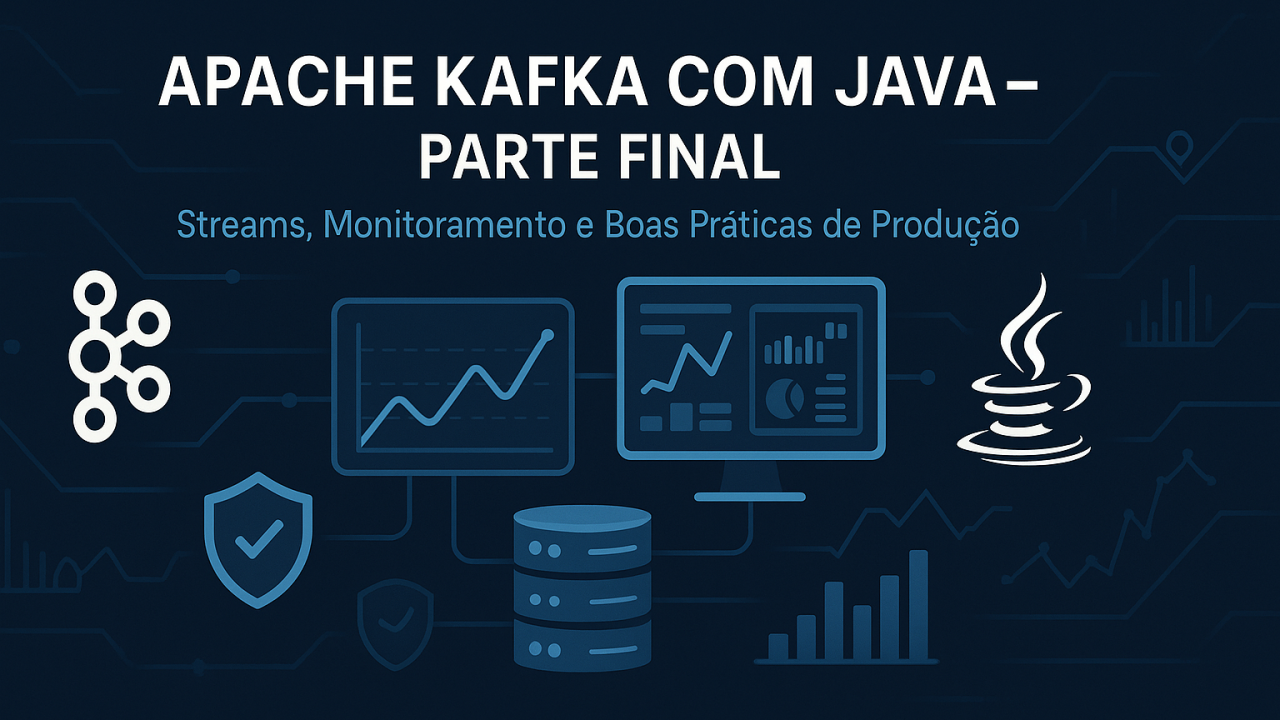 APACHE KAFKA COM JAVA –
PARTE FINAL
Streams, Monitoramento e Boas Práticas de Produção